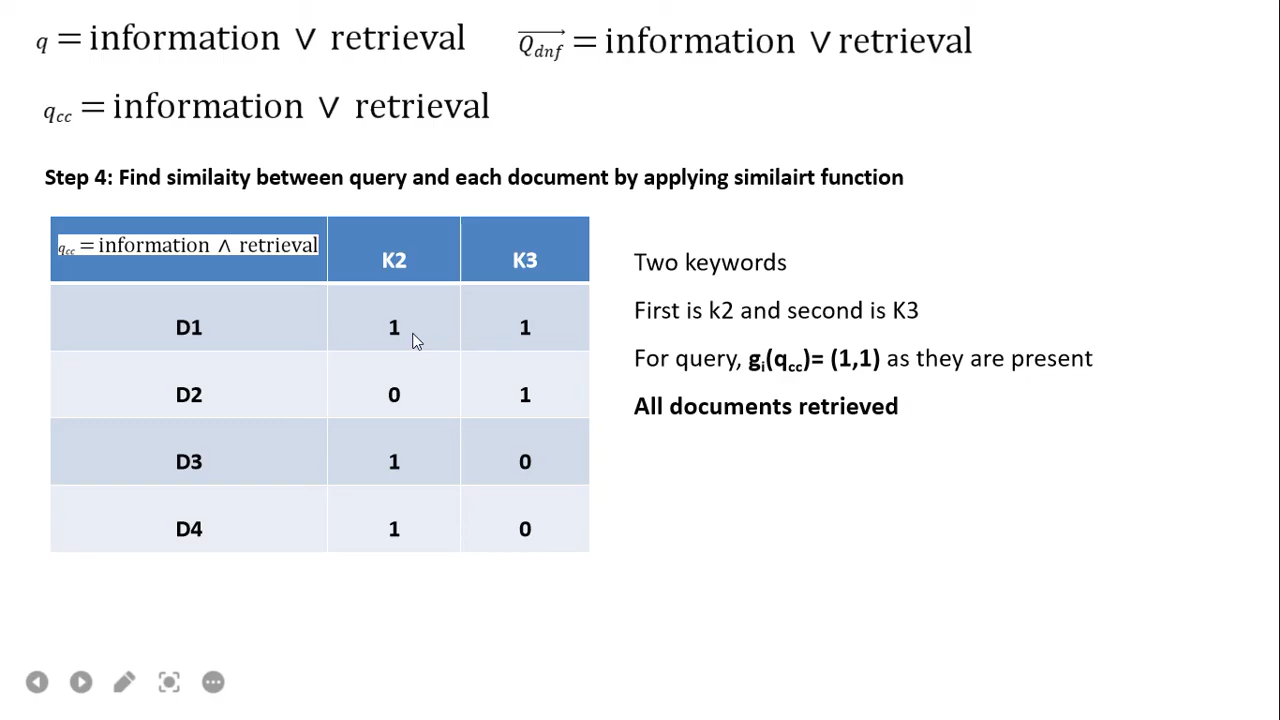 q = information ∨ retrieval
Q_dnf = information ∨ retrieval
q_cc = information ∨ retrieval
Step 4: Find similaity between query and each document by applying similairt function
q_cc = information ∧ retrieval K2 K3
D1 1 1
D2 0 1
D3 1 0
D4 1 0
Two keywords
First is k2 and second is K3
For query, g_i(q_cc)= (1,1) as they are present
All documents retrieved